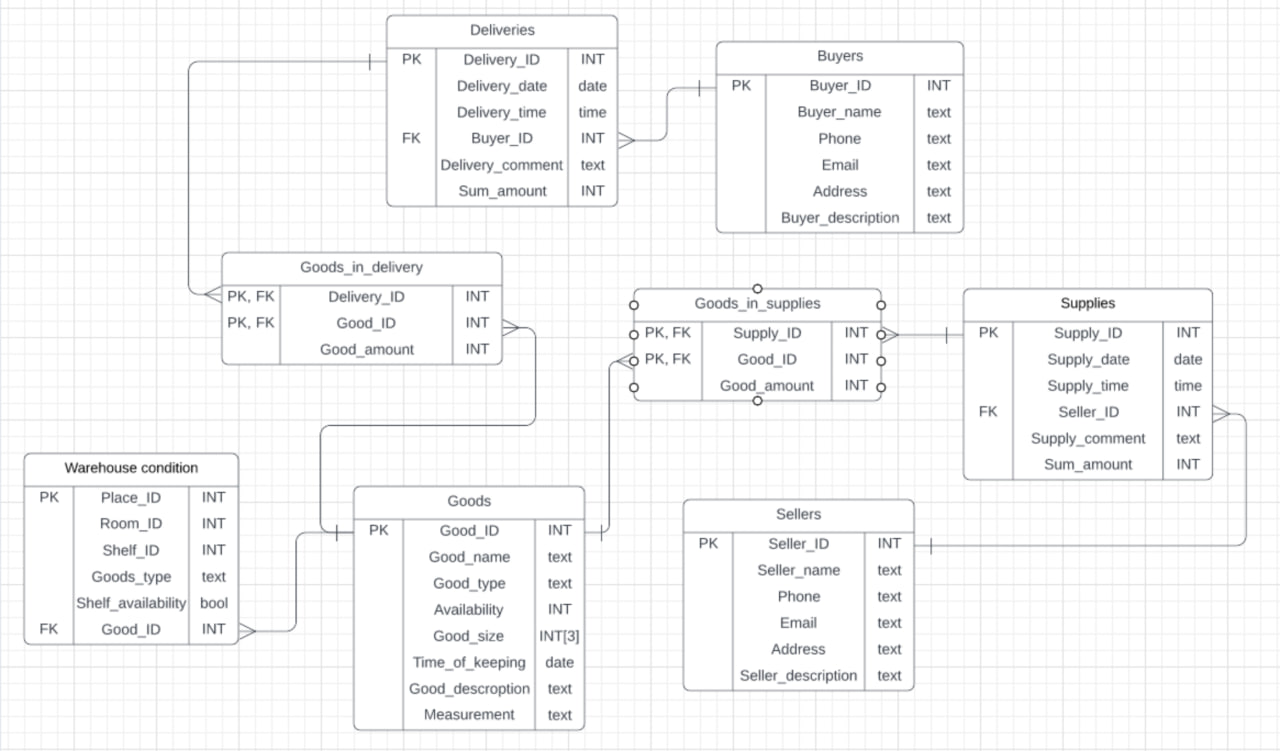 Deliveries
PK Delivery_ID INT
Delivery_date date
Delivery_time time
FK Buyer_ID INT
Delivery_comment text
Sum_amount INT
Buyers
PK Buyer_ID INT
Buyer_name text
Phone text
Email text
Address text
Buyer_description text
Goods_in_delivery
PK, FK Delivery_ID INT
PK, FK Good_ID INT
Good_amount INT
Goods_in_supplies
PK, FK Supply_ID INT
PK, FK Good_ID INT
Good_amount INT
Supplies
PK Supply_ID INT
Supply_date date
Supply_time time
FK Seller_ID INT
Supply_comment text
Sum_amount INT
Warehouse condition
PK Place_ID INT
Room_ID INT
Shelf_ID INT
Goods_type text
Shelf_availability bool
FK Good_ID INT
Goods
PK Good_ID INT
Good_name text
Good_type text
Availability INT
Good_size INT[3]
Time_of_keeping date
Good_descroption text
Measurement text
Sellers
PK Seller_ID INT
Seller_name text
Phone text
Email text
Address text
Seller_description text